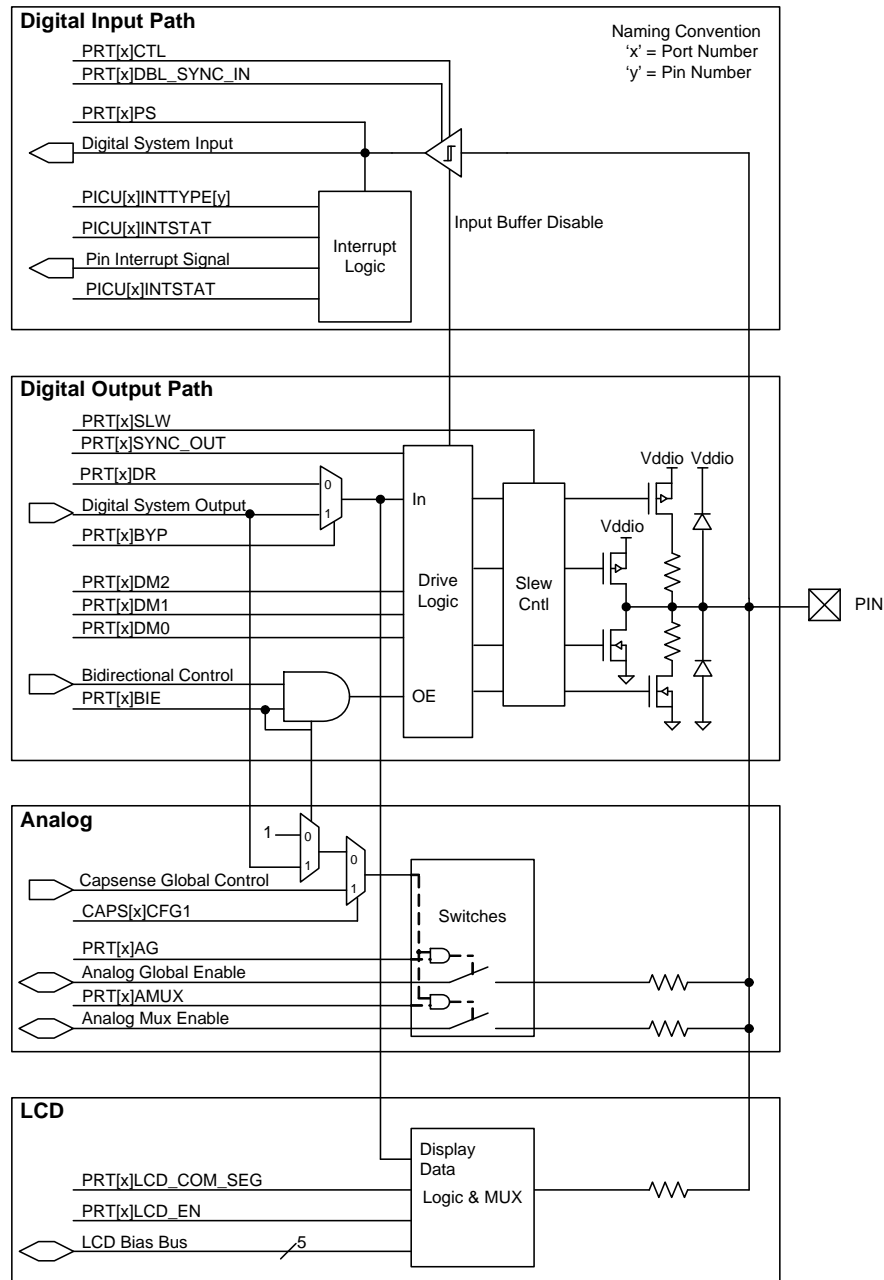 Digital Input Path
Naming Convention
‘x’ = Port Number
‘y’ = Pin Number
PRT[x]CTL
PRT[x]DBL_SYNC_IN
PRT[x]PS
Digital System Input
PICU[x]INTTYPE[y]
PICU[x]INTSTAT
Pin Interrupt Signal
PICU[x]INTSTAT
Interrupt
Logic
Input Buffer Disable
Digital Output Path
PRT[x]SLW
PRT[x]SYNC_OUT
PRT[x]DR
Digital System Output
PRT[x]BYP
0
1
PRT[x]DM2
PRT[x]DM1
PRT[x]DM0
Bidirectional Control
PRT[x]BIE
In
Drive
Logic
OE
Slew
Cntl
Vddio Vddio
Vddio
PIN
Analog
1
0
1
0
1
Capsense Global Control
CAPS[x]CFG1
PRT[x]AG
Analog Global Enable
PRT[x]AMUX
Analog Mux Enable
Switches
LCD
PRT[x]LCD_COM_SEG
PRT[x]LCD_EN
LCD Bias Bus
5
Display
Data
Logic & MUX